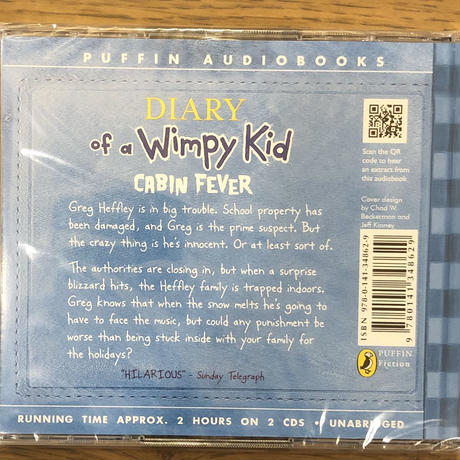 PUFFIN AUDIOBOOKS
DIARY
of a Wimpy Kid
CABIN FEVER
Greg Heffley is in big trouble. School property has
been damaged, and Greg is the prime suspect. But
the crazy thing is he's innocent. Or at least sort of.
The authorities are closing in, but when a surprise
blizzard hits, the Heffley family is trapped indoors.
Greg knows that when the snow melts he's going
to have to face the music, but could any punishment be
worse than being stuck inside with your family for
the holidays?
"HILARIOUS" - Sunday Telegraph
Scan the QR
code to hear
an extract from
this audiobook
Cover design
by Chad W.
Beckerman and
Jeff Kinney
ISBN 978-0-141-34862-9
9 780141 348629
PUFFIN
Fiction
RUNNING TIME APPROX. 2 HOURS ON 2 CDS • UNABRIDGED